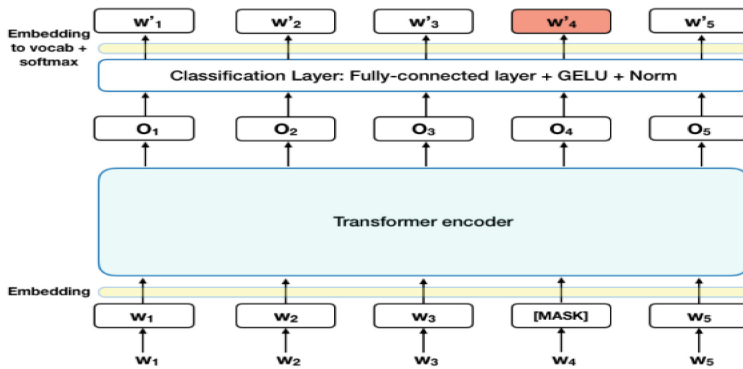 Embedding to vocab + softmax
w'₁ w'₂ w'₃ w'₄ w'₅
Classification Layer: Fully-connected layer + GELU + Norm
O₁ O₂ O₃ O₄ O₅
Transformer encoder
Embedding
W₁ W₂ W₃ [MASK] W₅
W₁ W₂ W₃ W₄ W₅